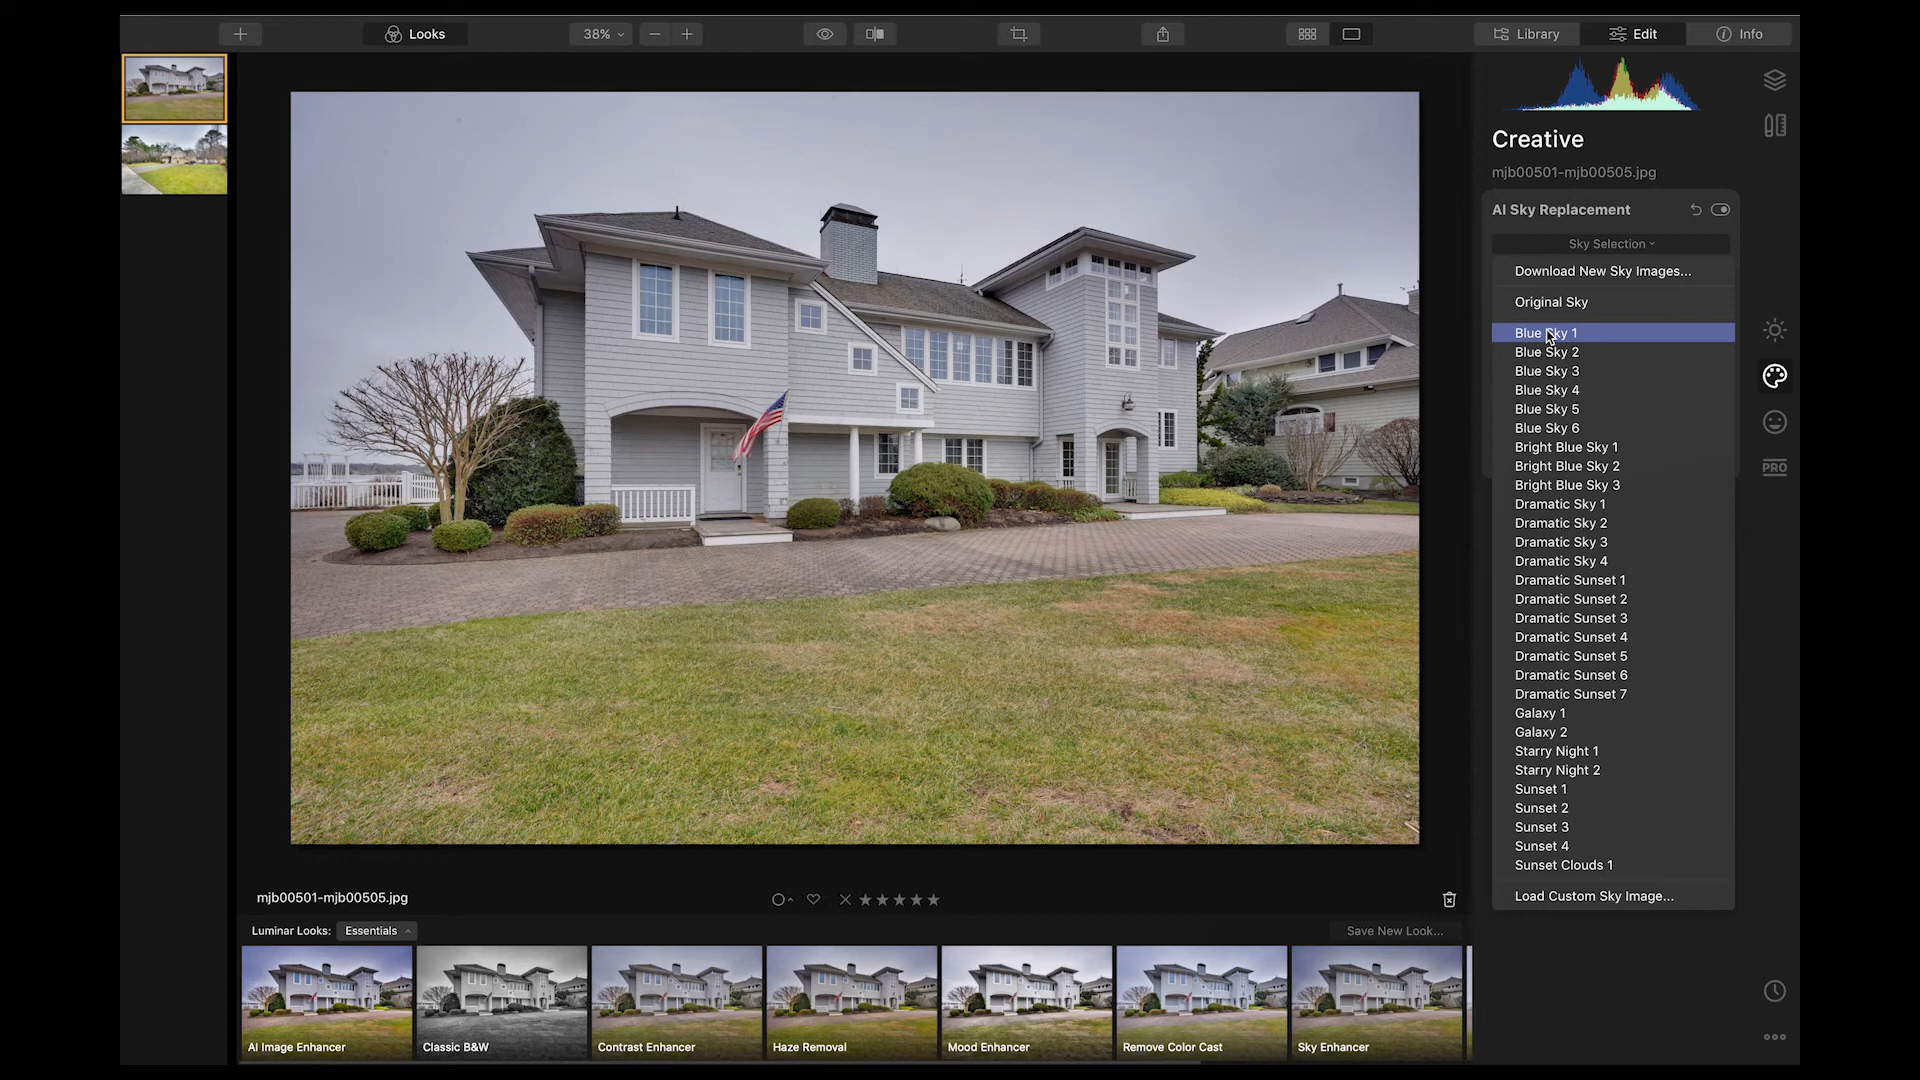 Looks
38%
Library
Edit
Info
Creative
mjb00501-mjb00505.jpg
AI Sky Replacement
Sky Selection
Download New Sky Images...
Original Sky
Blue Sky 1
Blue Sky 2
Blue Sky 3
Blue Sky 4
Blue Sky 5
Blue Sky 6
Bright Blue Sky 1
Bright Blue Sky 2
Bright Blue Sky 3
Dramatic Sky 1
Dramatic Sky 2
Dramatic Sky 3
Dramatic Sky 4
Dramatic Sunset 1
Dramatic Sunset 2
Dramatic Sunset 3
Dramatic Sunset 4
Dramatic Sunset 5
Dramatic Sunset 6
Dramatic Sunset 7
Galaxy 1
Galaxy 2
Starry Night 1
Starry Night 2
Sunset 1
Sunset 2
Sunset 3
Sunset 4
Sunset Clouds 1
Load Custom Sky Image...
PRO
mjb00501-mjb00505.jpg
Luminar Looks:
Essentials
Save New Look...
AI Image Enhancer
Classic B&W
Contrast Enhancer
Haze Removal
Mood Enhancer
Remove Color Cast
Sky Enhancer